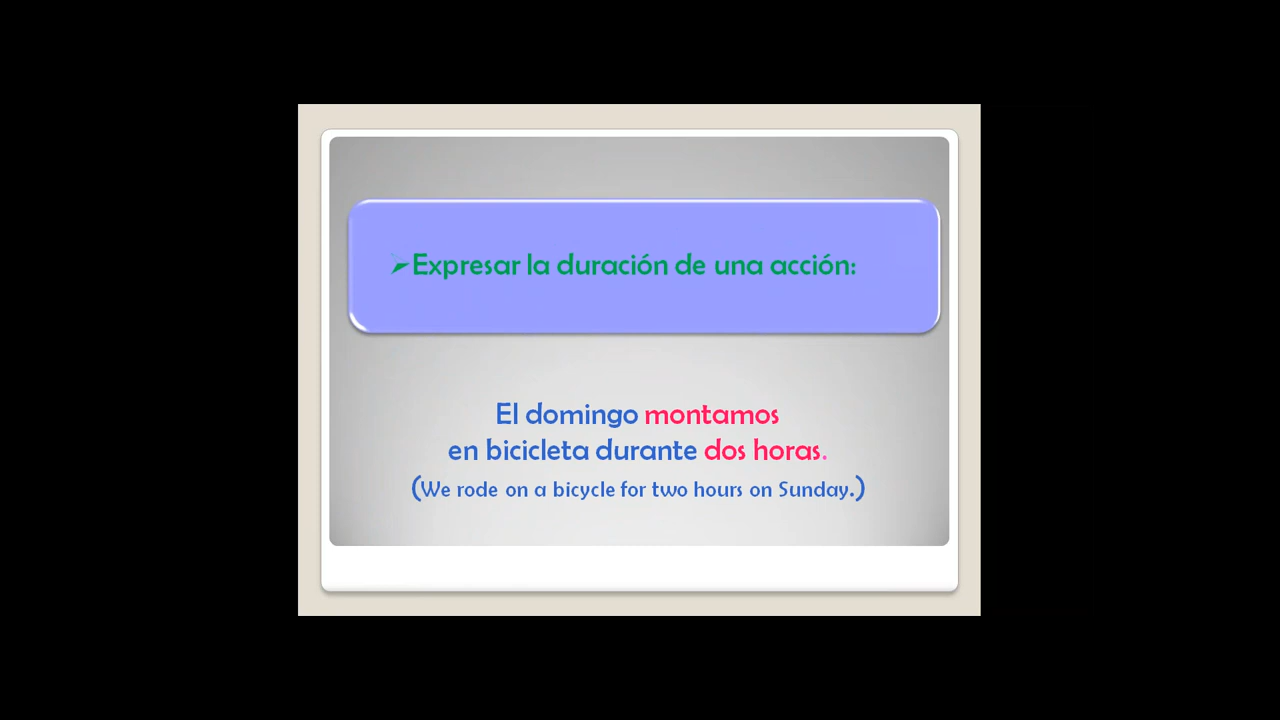 ➢Expresar la duración de una acción:
El domingo montamos
en bicicleta durante dos horas.
(We rode on a bicycle for two hours on Sunday.)